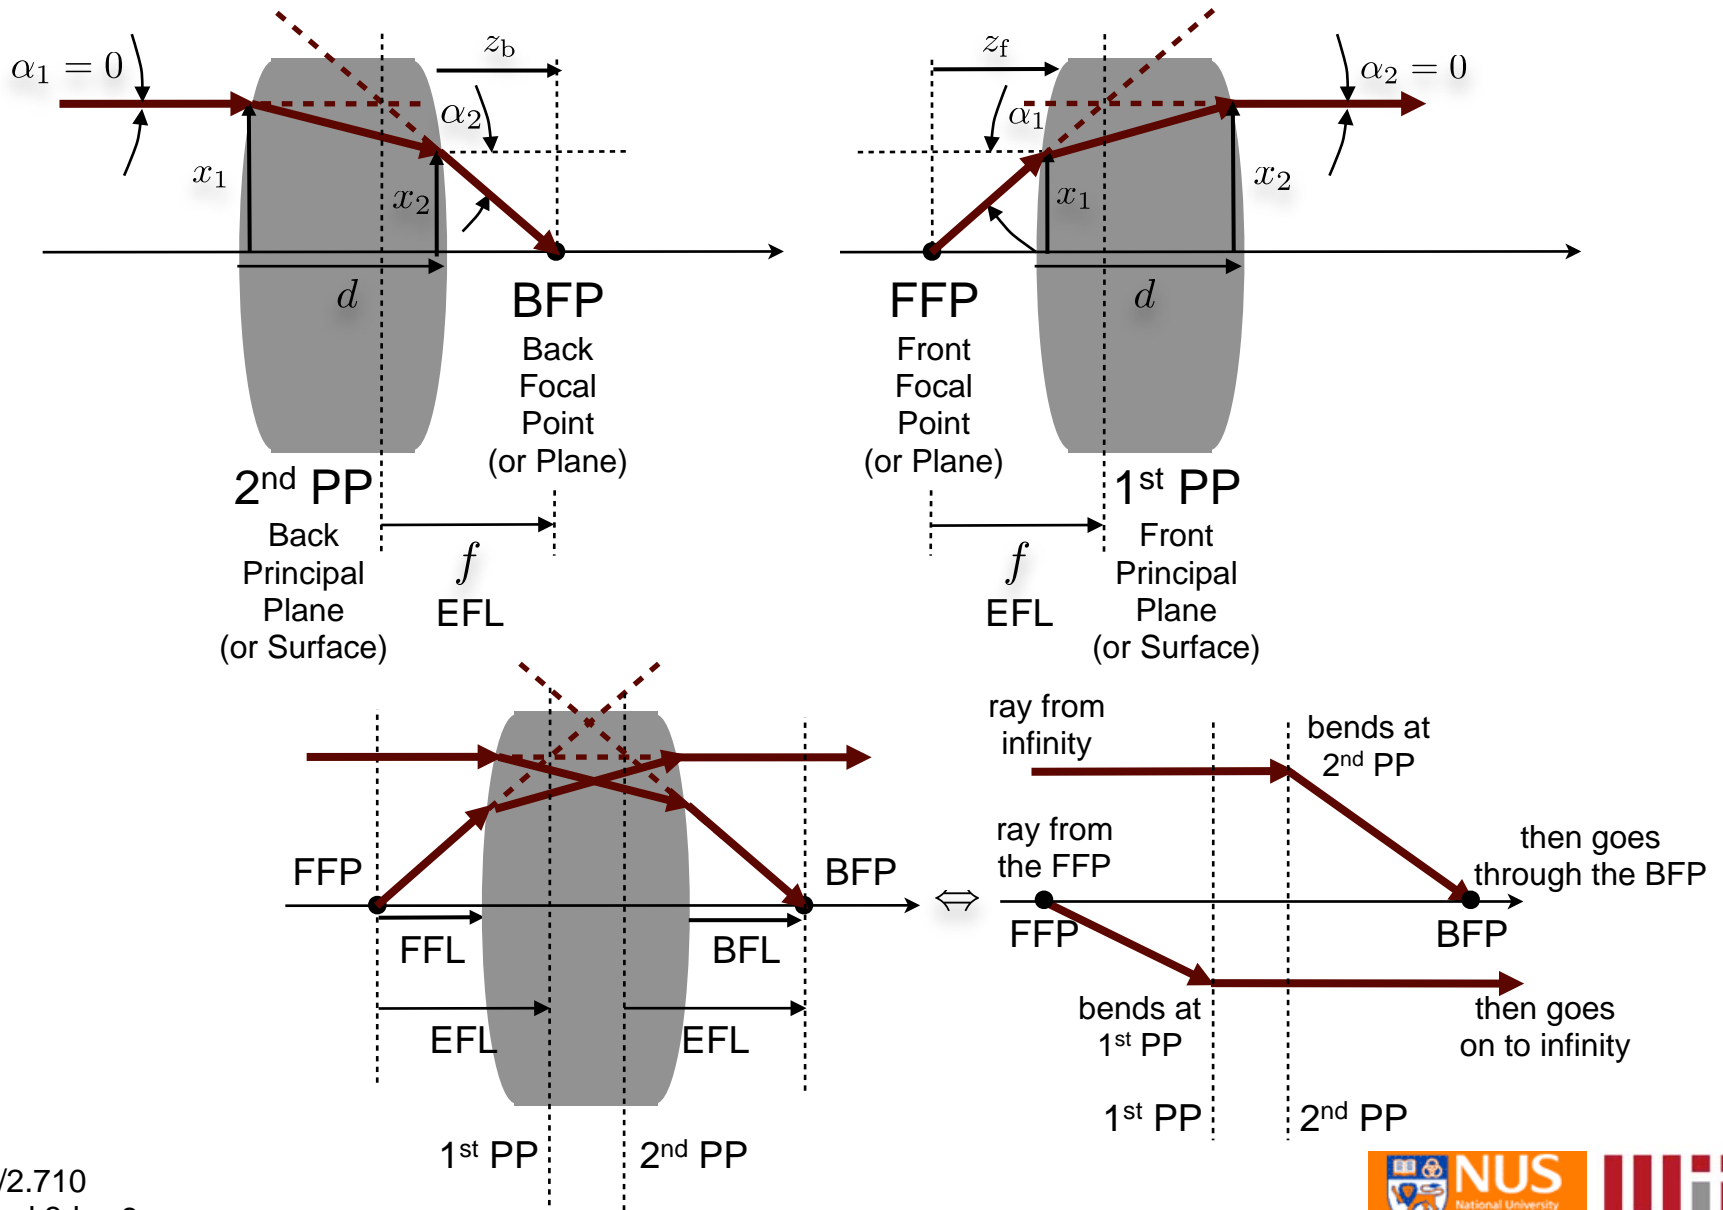 α₁ = 0
z_b
α₂
x₁
x₂
d
BFP
Back
Focal
Point
(or Plane)
2nd PP
Back
Principal
Plane
(or Surface)
f
EFL
z_f
α₁
α₂ = 0
x₁
x₂
d
FFP
Front
Focal
Point
(or Plane)
1st PP
Front
Principal
Plane
(or Surface)
f
EFL
FFP
BFP
FFL
BFL
EFL
EFL
1st PP
2nd PP
⇔
ray from
infinity
bends at
2nd PP
ray from
the FFP
then goes
through the BFP
FFP
BFP
bends at
1st PP
then goes
on to infinity
1st PP
2nd PP
/2.710
NUS
National University